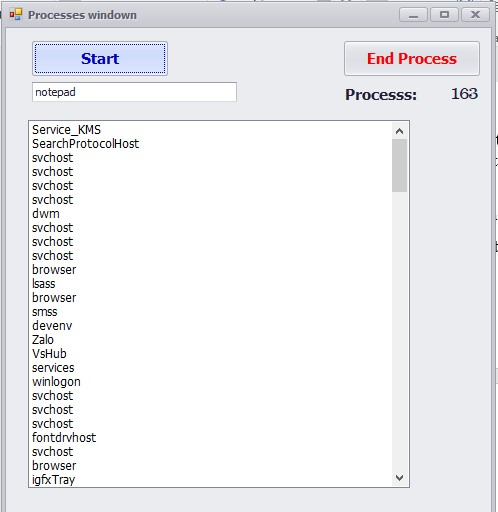 Processes windown
Start
End Process
notepad
Processs: 163
Service_KMS
SearchProtocolHost
svchost
svchost
svchost
svchost
dwm
svchost
svchost
svchost
browser
lsass
browser
smss
devenv
Zalo
VsHub
services
winlogon
svchost
svchost
svchost
fontdrvhost
svchost
browser
igfxTray